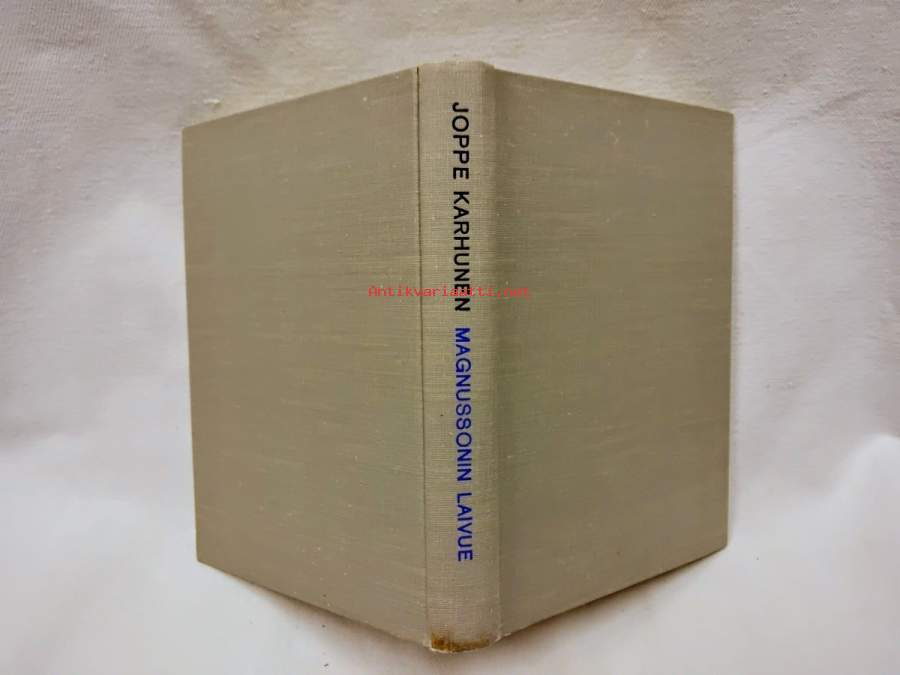 JOPPE KARHUNEN MAGNUSSONIN LAIVUE
Antikvariaatti.net